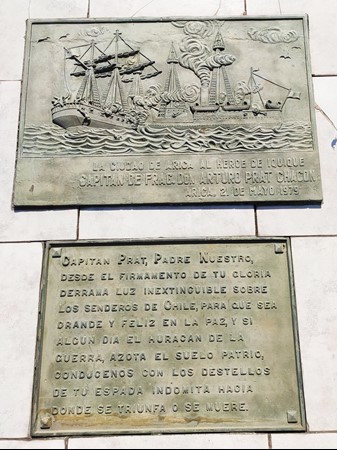 LA CIUDAD DE ARICA AL HEROE DE IQUIQUE
CAPITAN DE FRAG. DON ARTURO PRAT CHACON
ARICA, 21 DE MAYO 1979
CAPITAN PRAT, PADRE NUESTRO,
DESDE EL FIRMAMENTO DE TU GLORIA
DERRAMA LUZ INEXTINGUIBLE SOBRE
LOS SENDEROS DE CHILE, PARA QUE SEA
GRANDE Y FELIZ EN LA PAZ, Y SI
ALGUN DIA EL HURACAN DE LA
GUERRA, AZOTA EL SUELO PATRIO,
CONDUCENOS CON LOS DESTELLOS
DE TU ESPADA INDOMITA HACIA
DONDE SE TRIUNFA O SE MUERE.